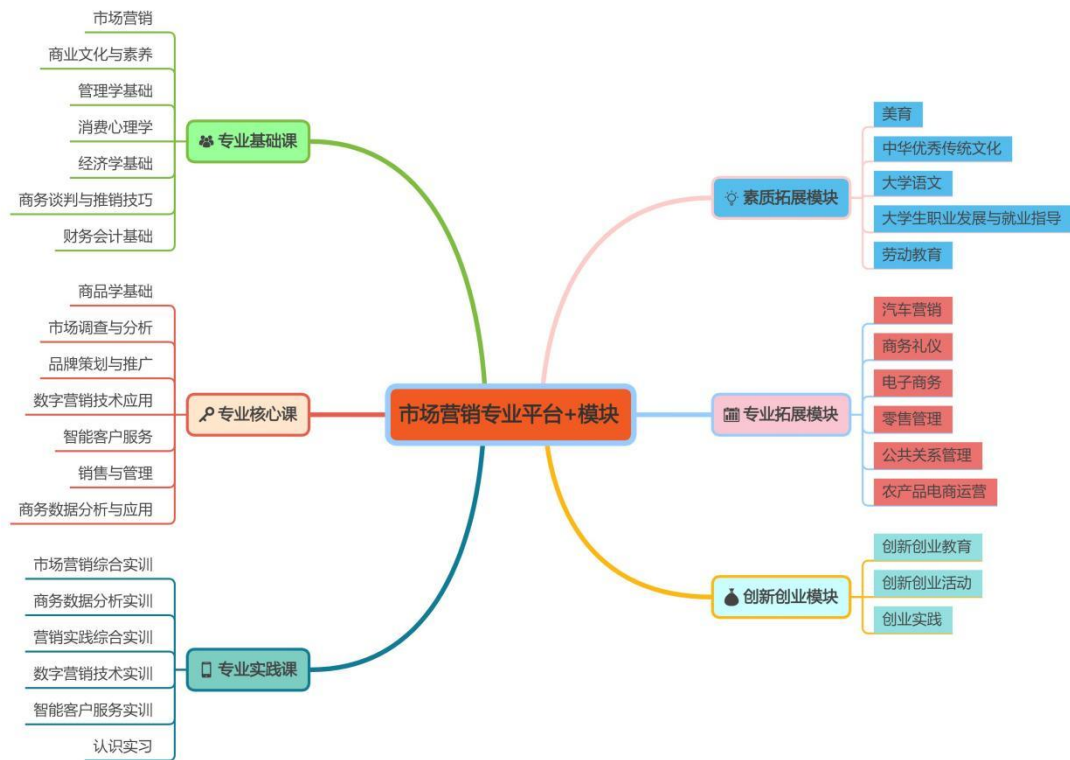 市场营销专业平台+模块
专业基础课
市场营销
商业文化与素养
管理学基础
消费心理学
经济学基础
商务谈判与推销技巧
财务会计基础
专业核心课
商品学基础
市场调查与分析
品牌策划与推广
数字营销技术应用
智能客户服务
销售与管理
商务数据分析与应用
专业实践课
市场营销综合实训
商务数据分析实训
营销实践综合实训
数字营销技术实训
智能客户服务实训
认识实习
素质拓展模块
美育
中华优秀传统文化
大学语文
大学生职业发展与就业指导
劳动教育
专业拓展模块
汽车营销
商务礼仪
电子商务
零售管理
公共关系管理
农产品电商运营
创新创业模块
创新创业教育
创新创业活动
创业实践